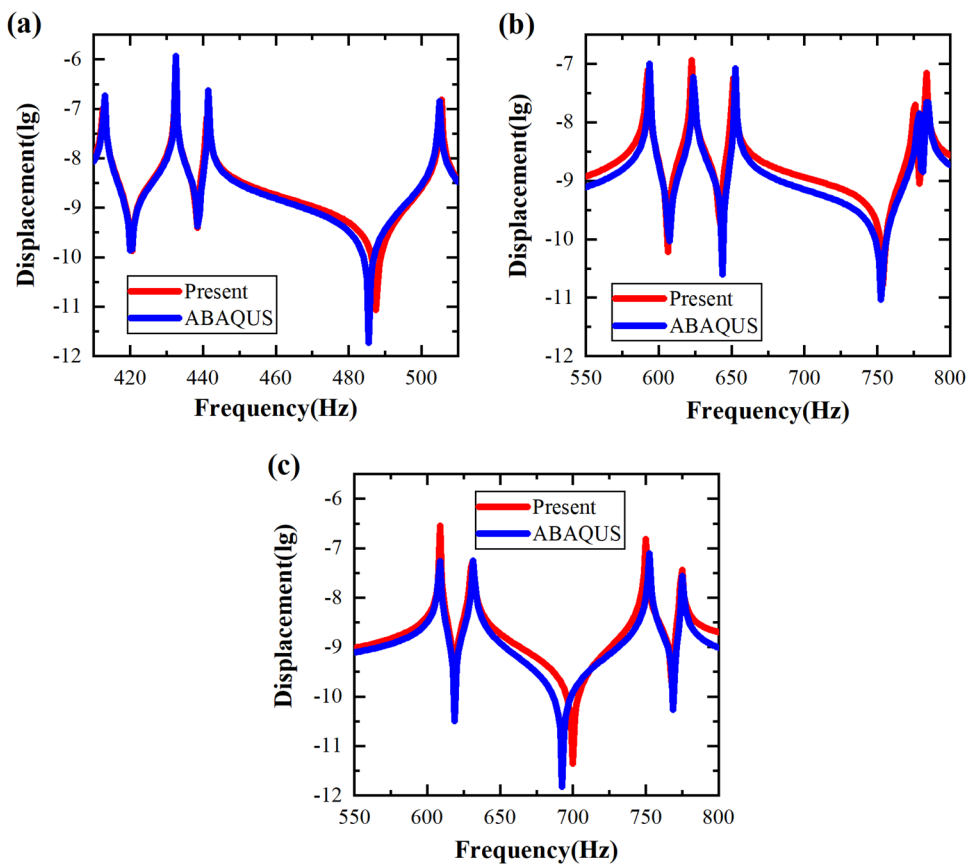 (a)
Displacement(lg)
-6
-7
-8
-9
-10
-11
-12
Present
ABAQUS
420 440 460 480 500
Frequency(Hz)
(b)
Displacement(lg)
-7
-8
-9
-10
-11
-12
Present
ABAQUS
550 600 650 700 750 800
Frequency(Hz)
(c)
Displacement(lg)
-6
-7
-8
-9
-10
-11
-12
Present
ABAQUS
550 600 650 700 750 800
Frequency(Hz)